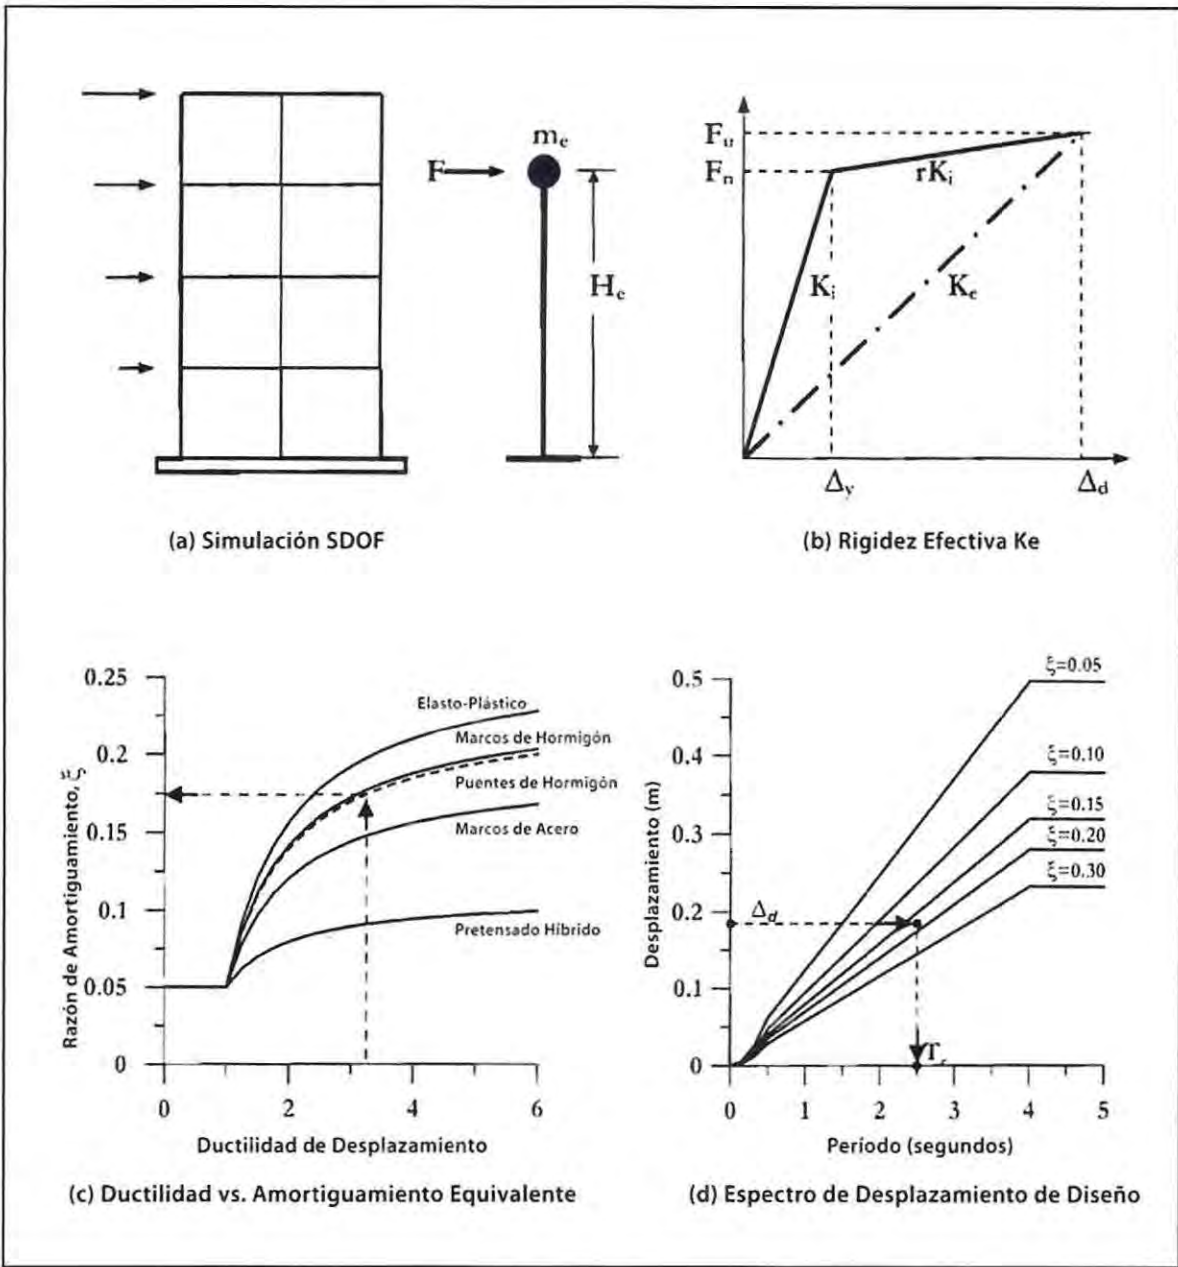 F
m_e
H_e
(a) Simulación SDOF
F_u
F_n
rK_i
K_i
K_e
Δ_y
Δ_d
(b) Rigidez Efectiva Ke
Razón de Amortiguamiento, ξ
0.25
0.2
0.15
0.1
0.05
0
Elasto-Plástico
Marcos de Hormigón
Puentes de Hormigón
Marcos de Acero
Pretensado Híbrido
0 2 4 6
Ductilidad de Desplazamiento
(c) Ductilidad vs. Amortiguamiento Equivalente
Desplazamiento (m)
0.5
0.4
0.3
0.2
0.1
0
ξ=0.05
ξ=0.10
ξ=0.15
ξ=0.20
ξ=0.30
Δ_d
0 1 2 3 4 5
Período (segundos)
(d) Espectro de Desplazamiento de Diseño